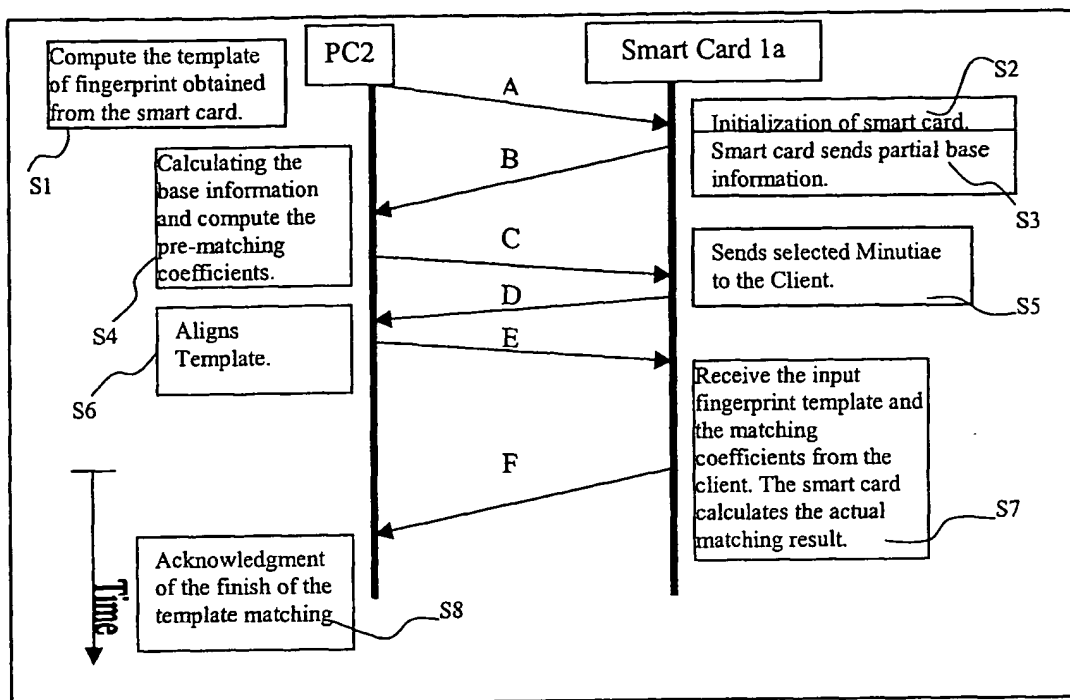 PC2
Smart Card 1a
Compute the template
of fingerprint obtained
from the smart card.
S1
A
S2
Initialization of smart card.
Smart card sends partial base
information.
S3
B
Calculating the
base information
and compute the
pre-matching
coefficients.
S4
C
Sends selected Minutiae
to the Client.
S5
D
Aligns
Template.
S6
E
Receive the input
fingerprint template and
the matching
coefficients from the
client. The smart card
calculates the actual
matching result.
S7
F
Time
Acknowledgment
of the finish of the
template matching
S8